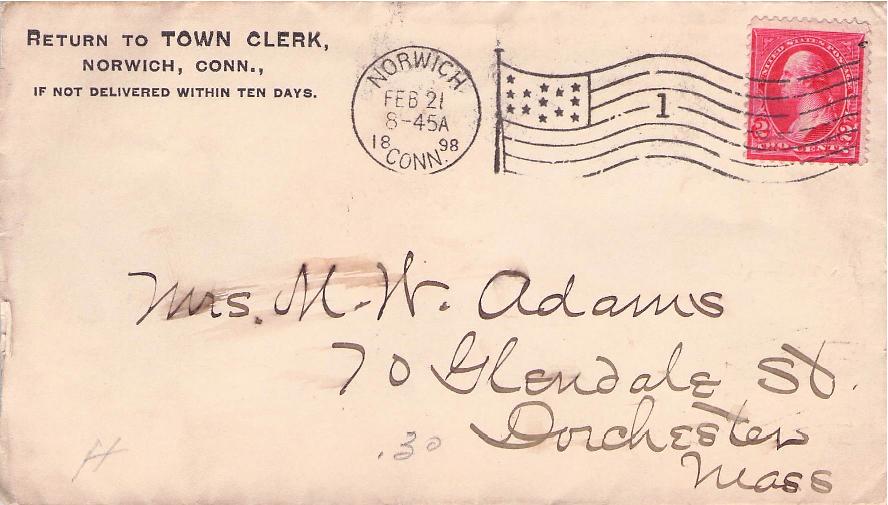 RETURN TO TOWN CLERK,
NORWICH, CONN.,
IF NOT DELIVERED WITHIN TEN DAYS.
NORWICH
FEB 21
8-45A
18 98
CONN.
1
UNITED STATES POSTAGE
2 2
TWO CENTS
Mrs. M. W. Adams
70 Glendale St.
Dorchester
Mass
H
.30